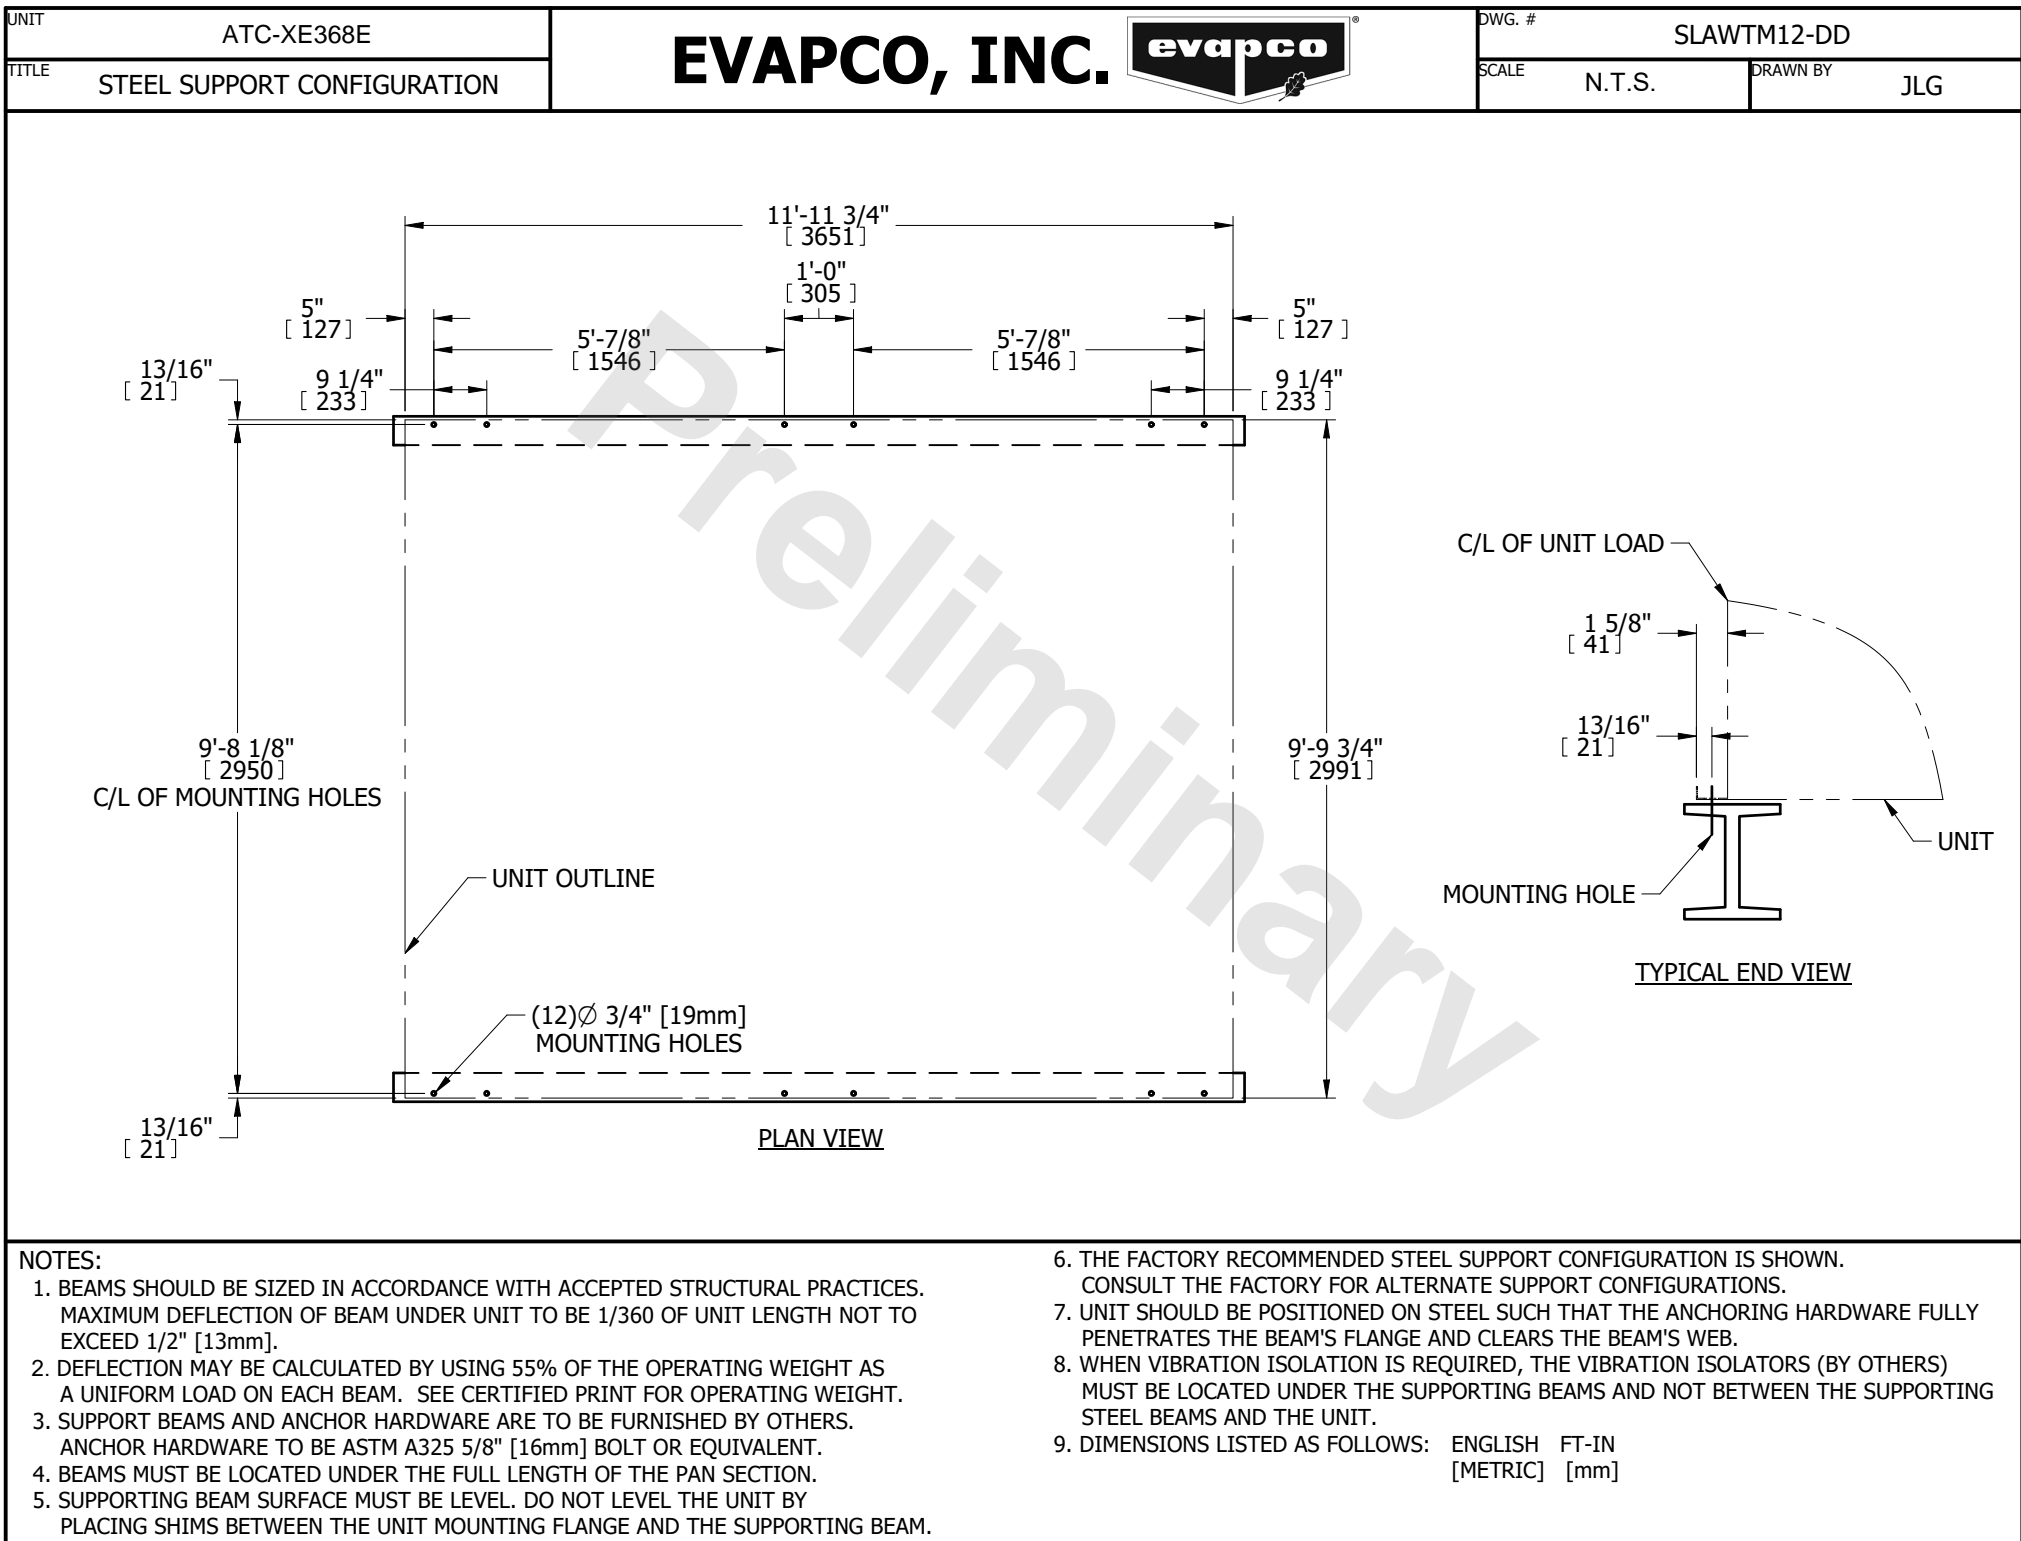 UNIT
ATC-XE368E
TITLE
STEEL SUPPORT CONFIGURATION
EVAPCO, INC.
evapco
®
DWG. #
SLAWTM12-DD
SCALE
N.T.S.
DRAWN BY
JLG
11'-11 3/4"
[ 3651 ]
1'-0"
[ 305 ]
5"
[ 127 ]
5"
[ 127 ]
5'-7/8"
[ 1546 ]
5'-7/8"
[ 1546 ]
13/16"
[ 21 ]
9 1/4"
[ 233 ]
9 1/4"
[ 233 ]
Preliminary
C/L OF UNIT LOAD
1 5/8"
[ 41 ]
13/16"
[ 21 ]
9'-8 1/8"
[ 2950 ]
C/L OF MOUNTING HOLES
9'-9 3/4"
[ 2991 ]
UNIT
MOUNTING HOLE
UNIT OUTLINE
TYPICAL END VIEW
(12)∅ 3/4" [19mm]
MOUNTING HOLES
13/16"
[ 21 ]
PLAN VIEW
NOTES:
1. BEAMS SHOULD BE SIZED IN ACCORDANCE WITH ACCEPTED STRUCTURAL PRACTICES.
MAXIMUM DEFLECTION OF BEAM UNDER UNIT TO BE 1/360 OF UNIT LENGTH NOT TO
EXCEED 1/2" [13mm].
2. DEFLECTION MAY BE CALCULATED BY USING 55% OF THE OPERATING WEIGHT AS
A UNIFORM LOAD ON EACH BEAM. SEE CERTIFIED PRINT FOR OPERATING WEIGHT.
3. SUPPORT BEAMS AND ANCHOR HARDWARE ARE TO BE FURNISHED BY OTHERS.
ANCHOR HARDWARE TO BE ASTM A325 5/8" [16mm] BOLT OR EQUIVALENT.
4. BEAMS MUST BE LOCATED UNDER THE FULL LENGTH OF THE PAN SECTION.
5. SUPPORTING BEAM SURFACE MUST BE LEVEL. DO NOT LEVEL THE UNIT BY
PLACING SHIMS BETWEEN THE UNIT MOUNTING FLANGE AND THE SUPPORTING BEAM.
6. THE FACTORY RECOMMENDED STEEL SUPPORT CONFIGURATION IS SHOWN.
CONSULT THE FACTORY FOR ALTERNATE SUPPORT CONFIGURATIONS.
7. UNIT SHOULD BE POSITIONED ON STEEL SUCH THAT THE ANCHORING HARDWARE FULLY
PENETRATES THE BEAM'S FLANGE AND CLEARS THE BEAM'S WEB.
8. WHEN VIBRATION ISOLATION IS REQUIRED, THE VIBRATION ISOLATORS (BY OTHERS)
MUST BE LOCATED UNDER THE SUPPORTING BEAMS AND NOT BETWEEN THE SUPPORTING
STEEL BEAMS AND THE UNIT.
9. DIMENSIONS LISTED AS FOLLOWS: ENGLISH FT-IN
[METRIC] [mm]